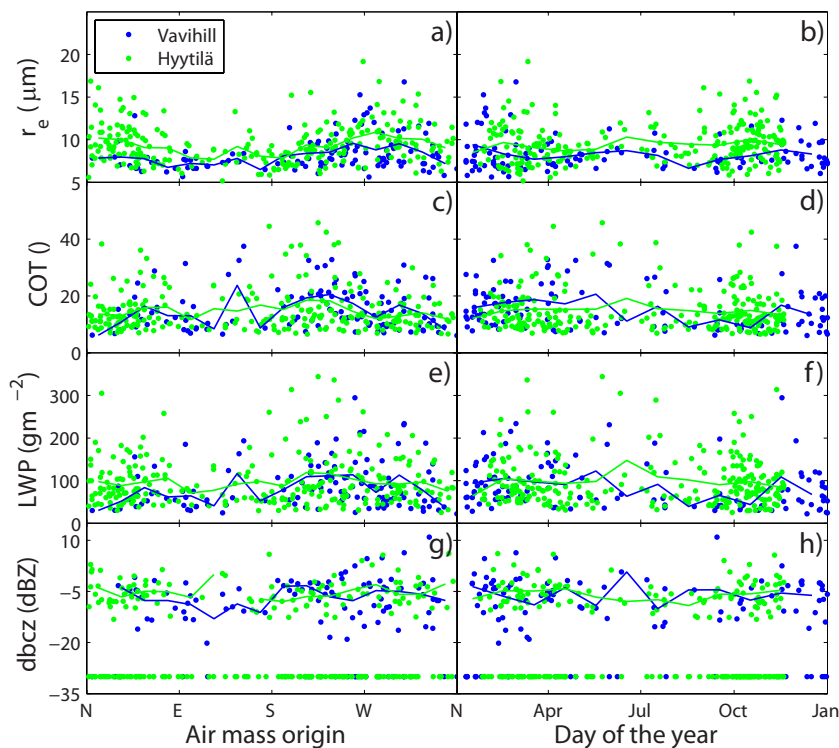 Vavihill
Hyytilä
a)
b)
20
15
10
5
r_e ( μm)
c)
d)
40
20
0
COT ()
e)
f)
300
200
100
0
LWP (gm⁻²)
g)
h)
10
−5
−20
−35
dbcz (dBZ)
N E S W N Apr Jul Oct Jan
Air mass origin Day of the year